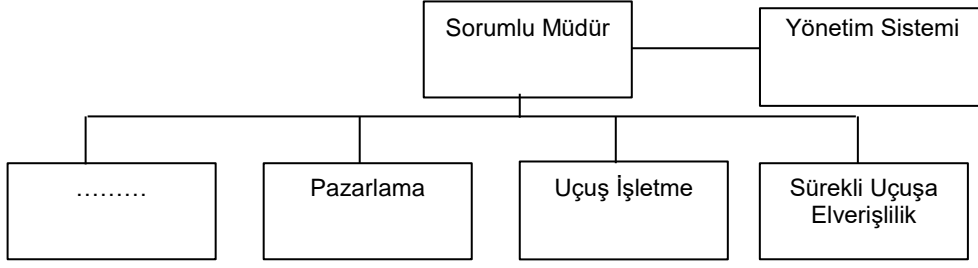 Sorumlu Müdür
Yönetim Sistemi
………
Pazarlama
Uçuş İşletme
Sürekli Uçuşa
Elverişlilik